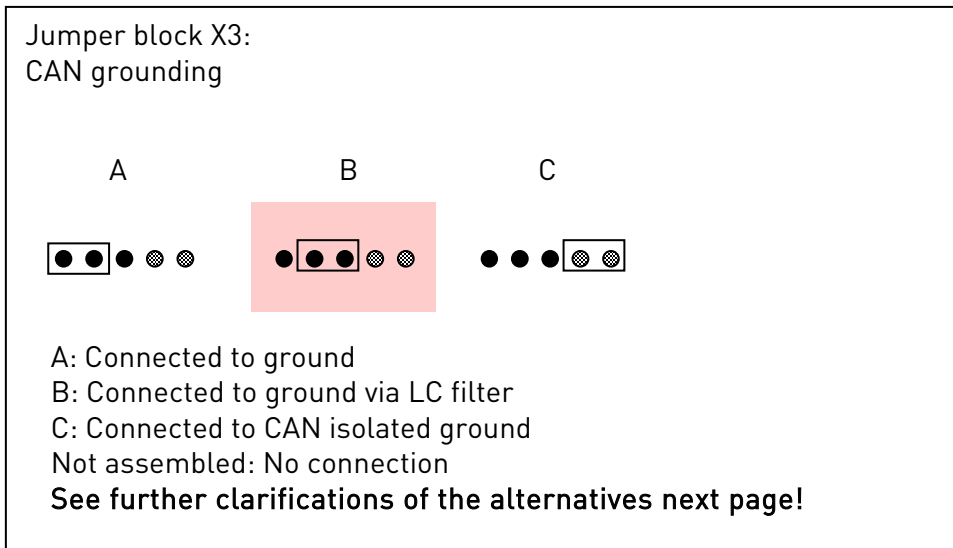 Jumper block X3:
CAN grounding
A B C
A: Connected to ground
B: Connected to ground via LC filter
C: Connected to CAN isolated ground
Not assembled: No connection
See further clarifications of the alternatives next page!